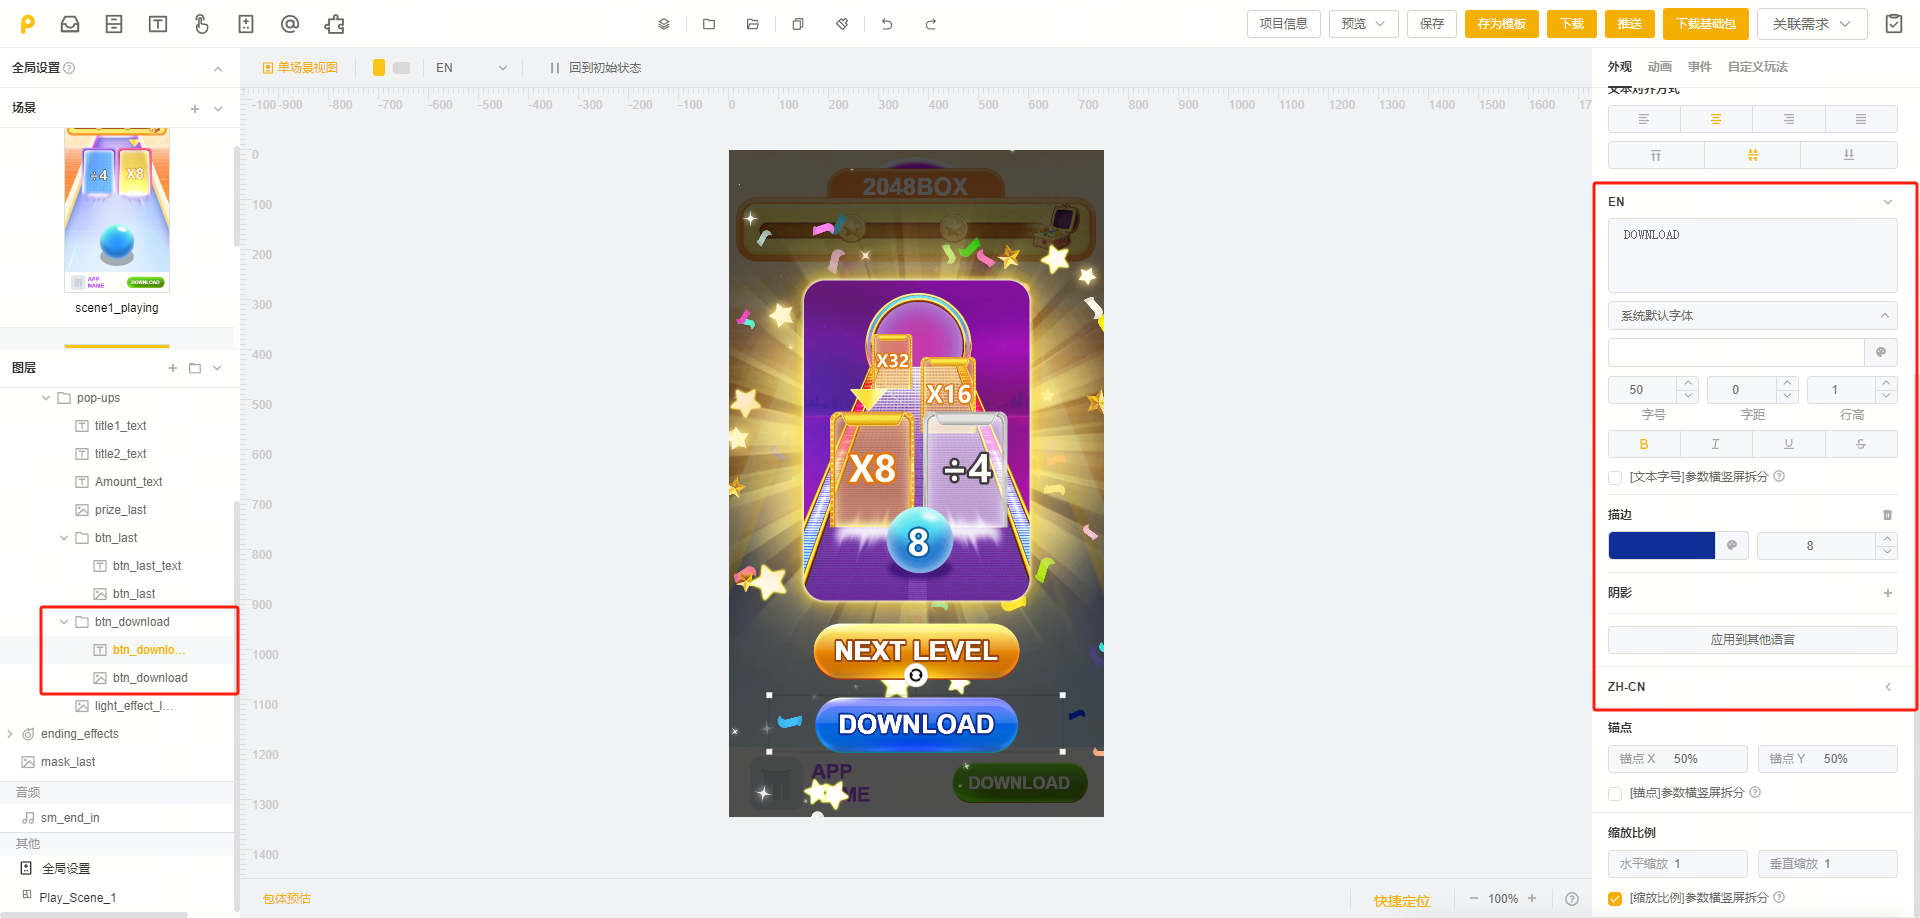 项目信息
预览
保存
存为模板
下载
推送
下载基础包
关联需求
全局设置
单场景视图
EN
回到初始状态
外观 动画 事件 自定义玩法
场景
-100 -900 -800 -700 -600 -500 -400 -300 -200 -100 0 100 200 300 400 500 600 700 800 900 1000 1100 1200 1300 1400 1500 1600 17
0
100
200
300
400
500
600
700
800
900
1000
1100
1200
1300
1400
÷4
X8
APP
NAME
DOWNLOAD
scene1_playing
图层
pop-ups
title1_text
title2_text
Amount_text
prize_last
btn_last
btn_last_text
btn_last
btn_download
btn_downlo...
btn_download
light_effect_l...
ending_effects
mask_last
音频
sm_end_in
其他
全局设置
Play_Scene_1
2048BOX
X32
X16
X8
÷4
8
NEXT LEVEL
DOWNLOAD
APP
ME
DOWNLOAD
包体预估
快捷定位
100%
文本对齐方式
EN
DOWNLOAD
系统默认字体
50
0
1
字号
字距
行高
B I U S
[文本字号]参数横竖屏拆分
描边
8
阴影
应用到其他语言
ZH-CN
锚点
锚点 X 50%
锚点 Y 50%
[锚点]参数横竖屏拆分
缩放比例
水平缩放 1
垂直缩放 1
[缩放比例]参数横竖屏拆分